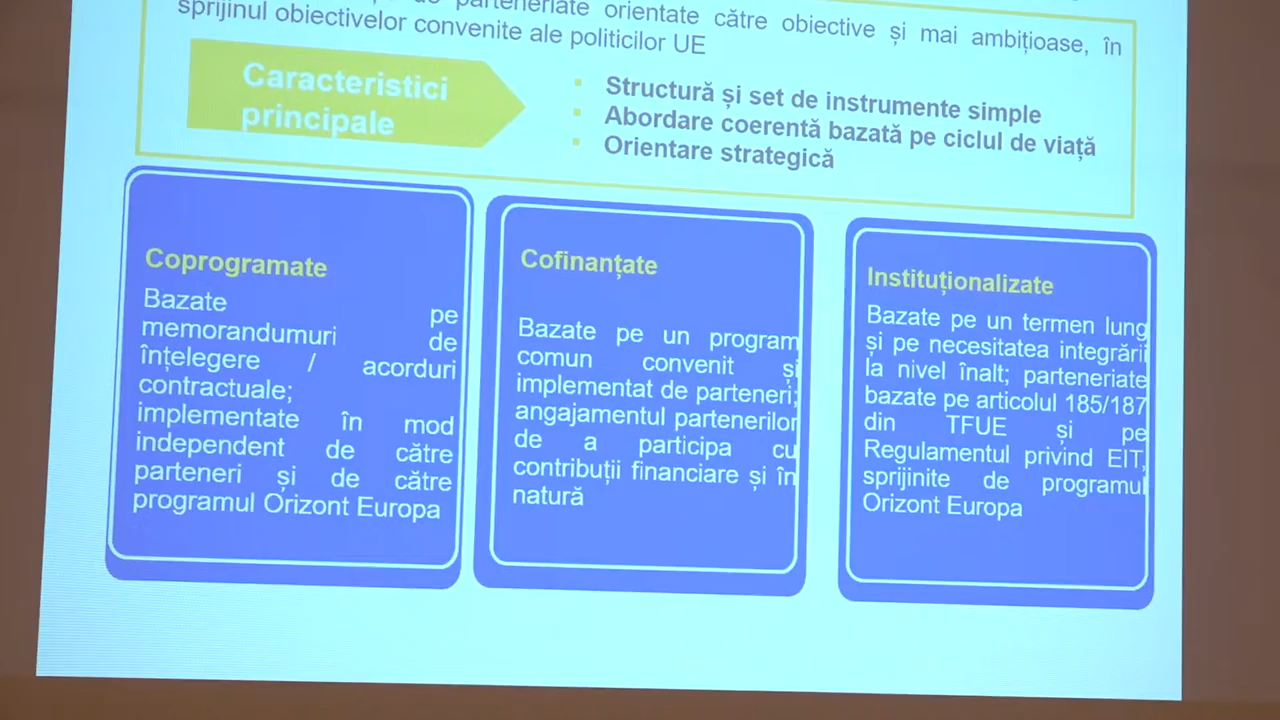 parteneriate orientate către obiective și mai ambițioase, în
sprijinul obiectivelor convenite ale politicilor UE
Caracteristici
principale
▪ Structură și set de instrumente simple
▪ Abordare coerentă bazată pe ciclul de viață
▪ Orientare strategică
Coprogramate
Bazate pe
memorandumuri de
înțelegere / acorduri
contractuale;
implementate în mod
independent de către
parteneri și de către
programul Orizont Europa
Cofinanțate
Bazate pe un program
comun convenit și
implementat de parteneri;
angajamentul partenerilor
de a participa cu
contribuții financiare și în
natură
Instituționalizate
Bazate pe un termen lung
și pe necesitatea integrării
la nivel înalt; parteneriate
bazate pe articolul 185/187
din TFUE și pe
Regulamentul privind EIT,
sprijinite de programul
Orizont Europa